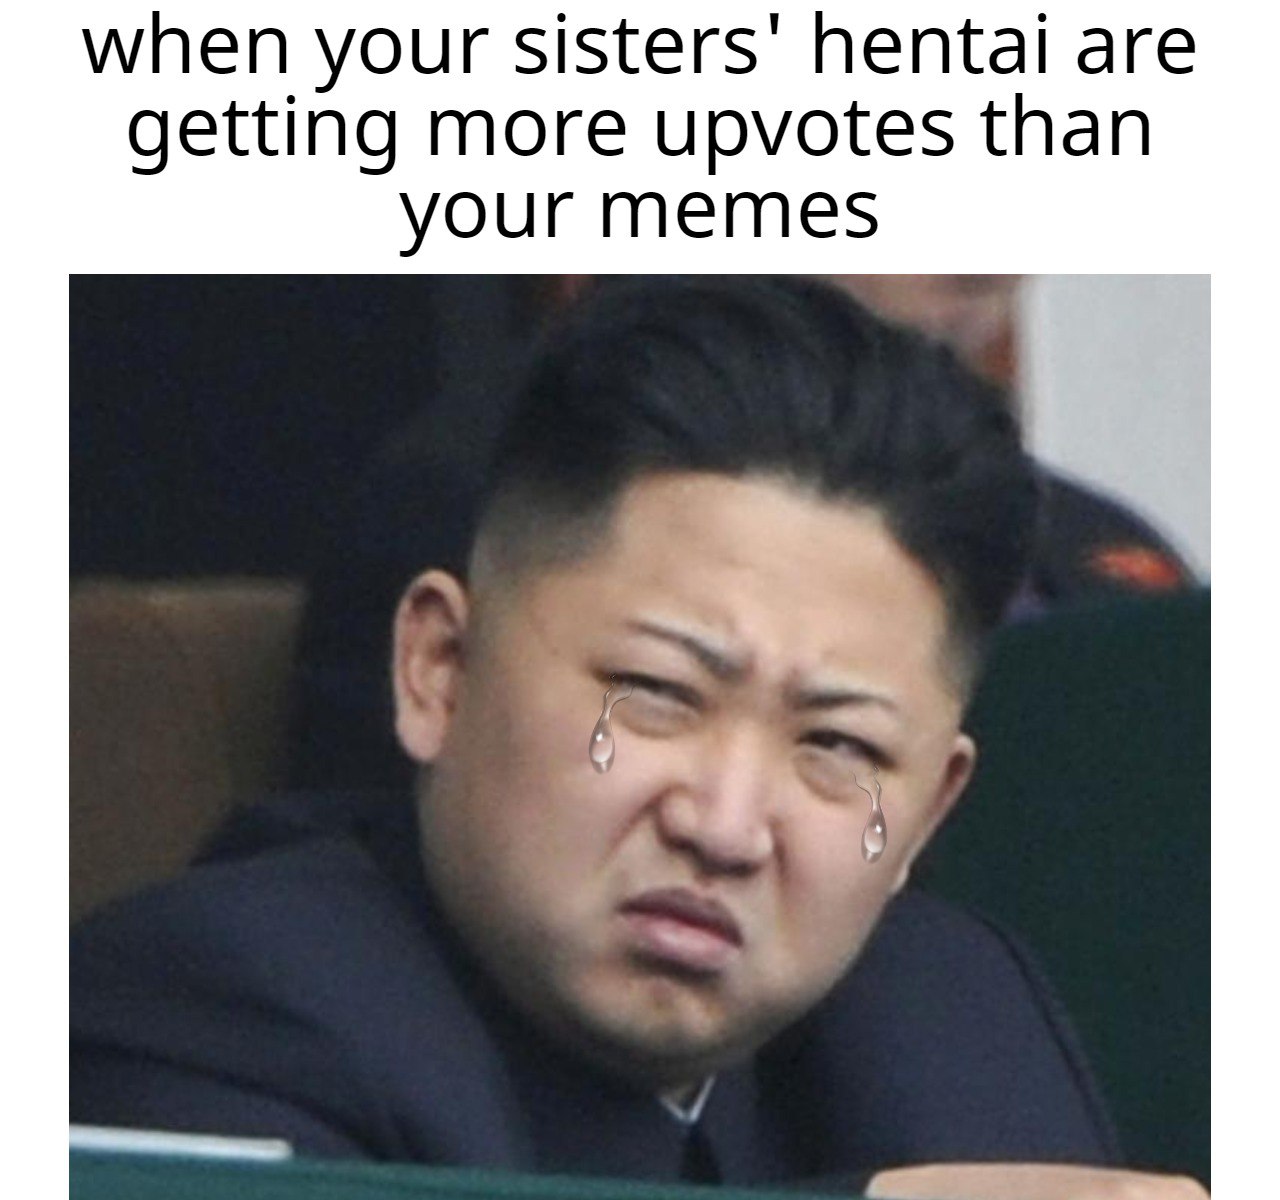 when your sisters' hentai are
getting more upvotes than
your memes